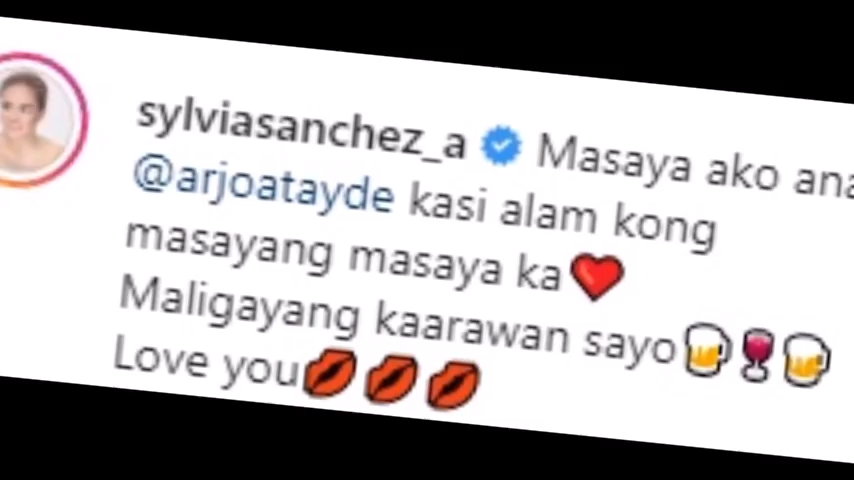 sylviasanchez_a Masaya ako
@arjoatayde kasi alam kong
masayang masaya ka❤️
Maligayang kaarawan sayo🍺🍷🍺
Love you💋💋💋